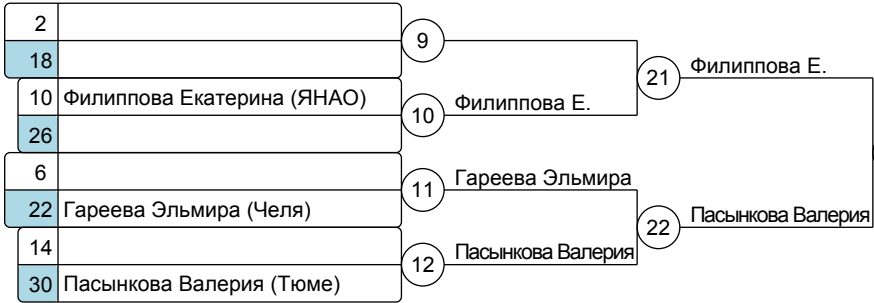 2
9
18
21
Филиппова Е.
10 Филиппова Екатерина (ЯНАО)
10
Филиппова Е.
26
6
11
Гареева Эльмира
22 Гареева Эльмира (Челя)
22
Пасынкова Валерия
14
12
Пасынкова Валерия
30 Пасынкова Валерия (Тюме)